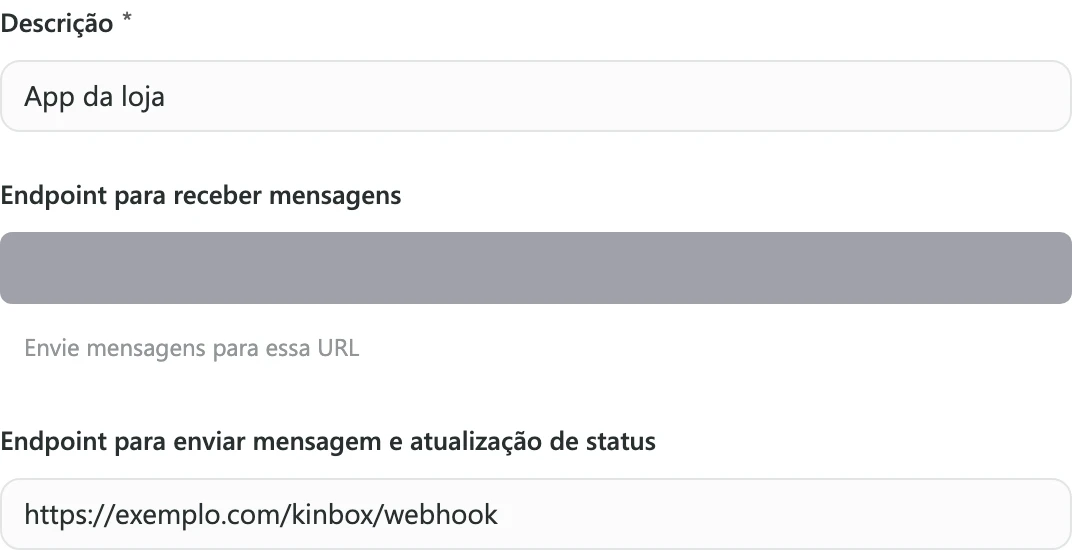 Descrição *
App da loja
Endpoint para receber mensagens
Envie mensagens para essa URL
Endpoint para enviar mensagem e atualização de status
https://exemplo.com/kinbox/webhook